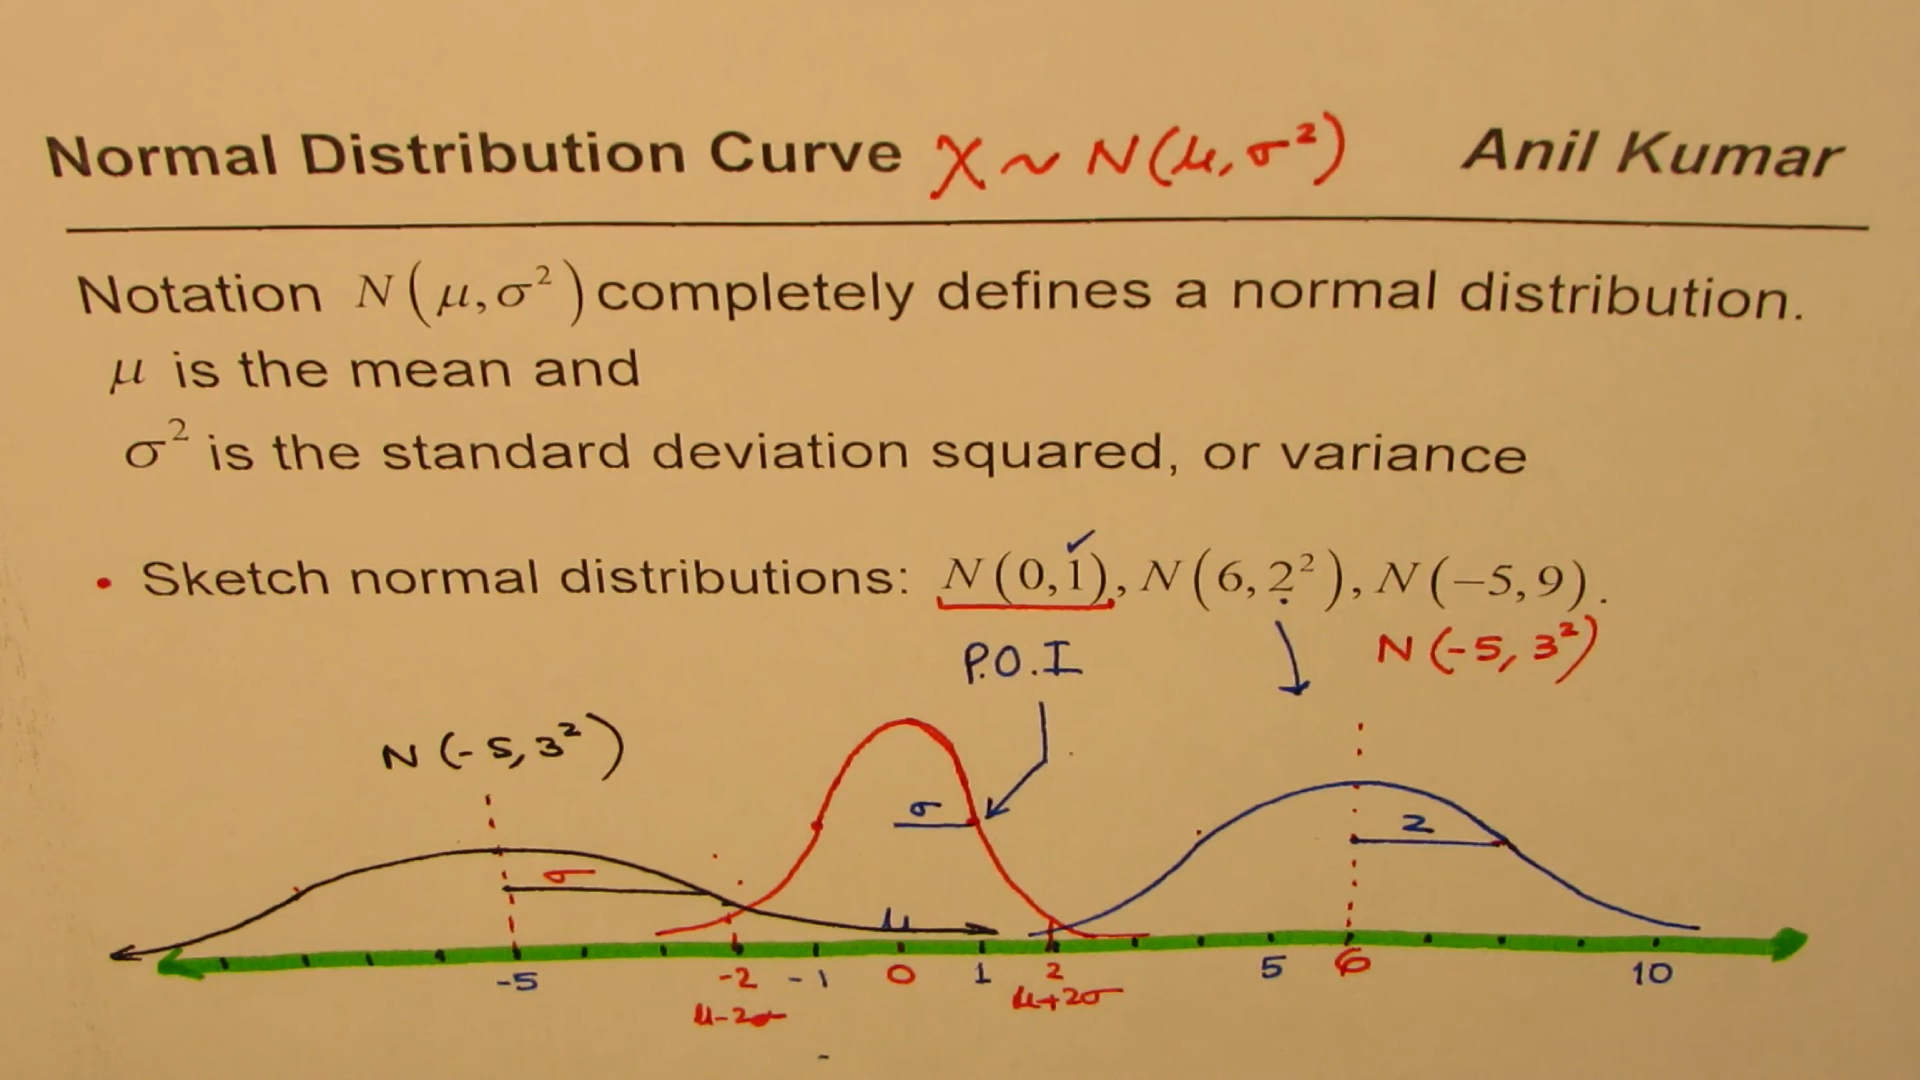 Normal Distribution Curve X ~ N(μ, σ²) Anil Kumar
Notation N(μ, σ²) completely defines a normal distribution.
μ is the mean and
σ² is the standard deviation squared, or variance
• Sketch normal distributions: N(0,1), N(6,2²), N(−5,9).
P.O.I
N(-5, 3²)
N(-5, 3²)
σ
2
σ
μ
-5 -2 -1 0 1 2 5 6 10
μ-2σ μ+2σ